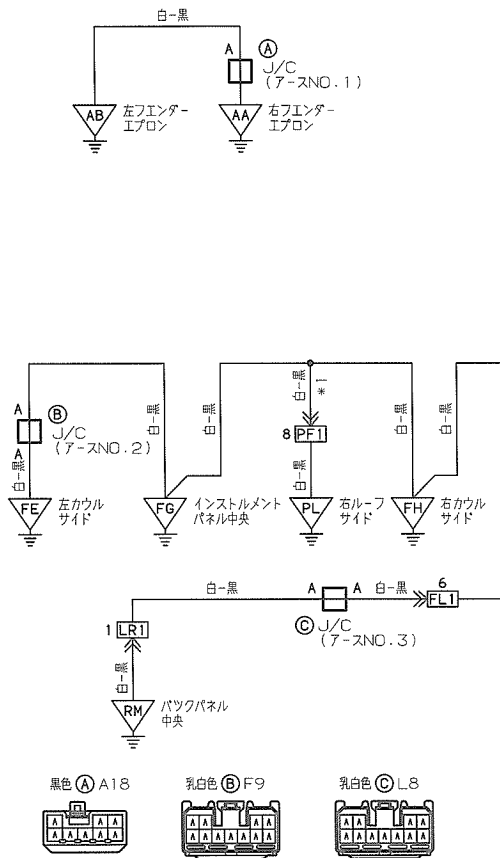 白-黒
A Ⓐ
J/C
(アースNO.1)
AB 左フエンダー
エプロン
AA 右フエンダー
エプロン
白-黒
白-黒
白-黒
*1
白-黒
白-黒
A Ⓑ
J/C
(アースNO.2)
A
白-黒
8 PF1
白-黒
FE 左カウル
サイド
FG インストルメント
パネル中央
PL 右ルーフ
サイド
FH 右カウル
サイド
白-黒 A A 白-黒 6
FL1
Ⓒ J/C
(アースNO.3)
1 LR1
白-黒
RM バツクパネル
中央
黒色 Ⓐ A18
乳白色 Ⓑ F9
乳白色 Ⓒ L8
A A A A
A A A A A A
A A A A
A A A A A A
A A A A
A A A A A A